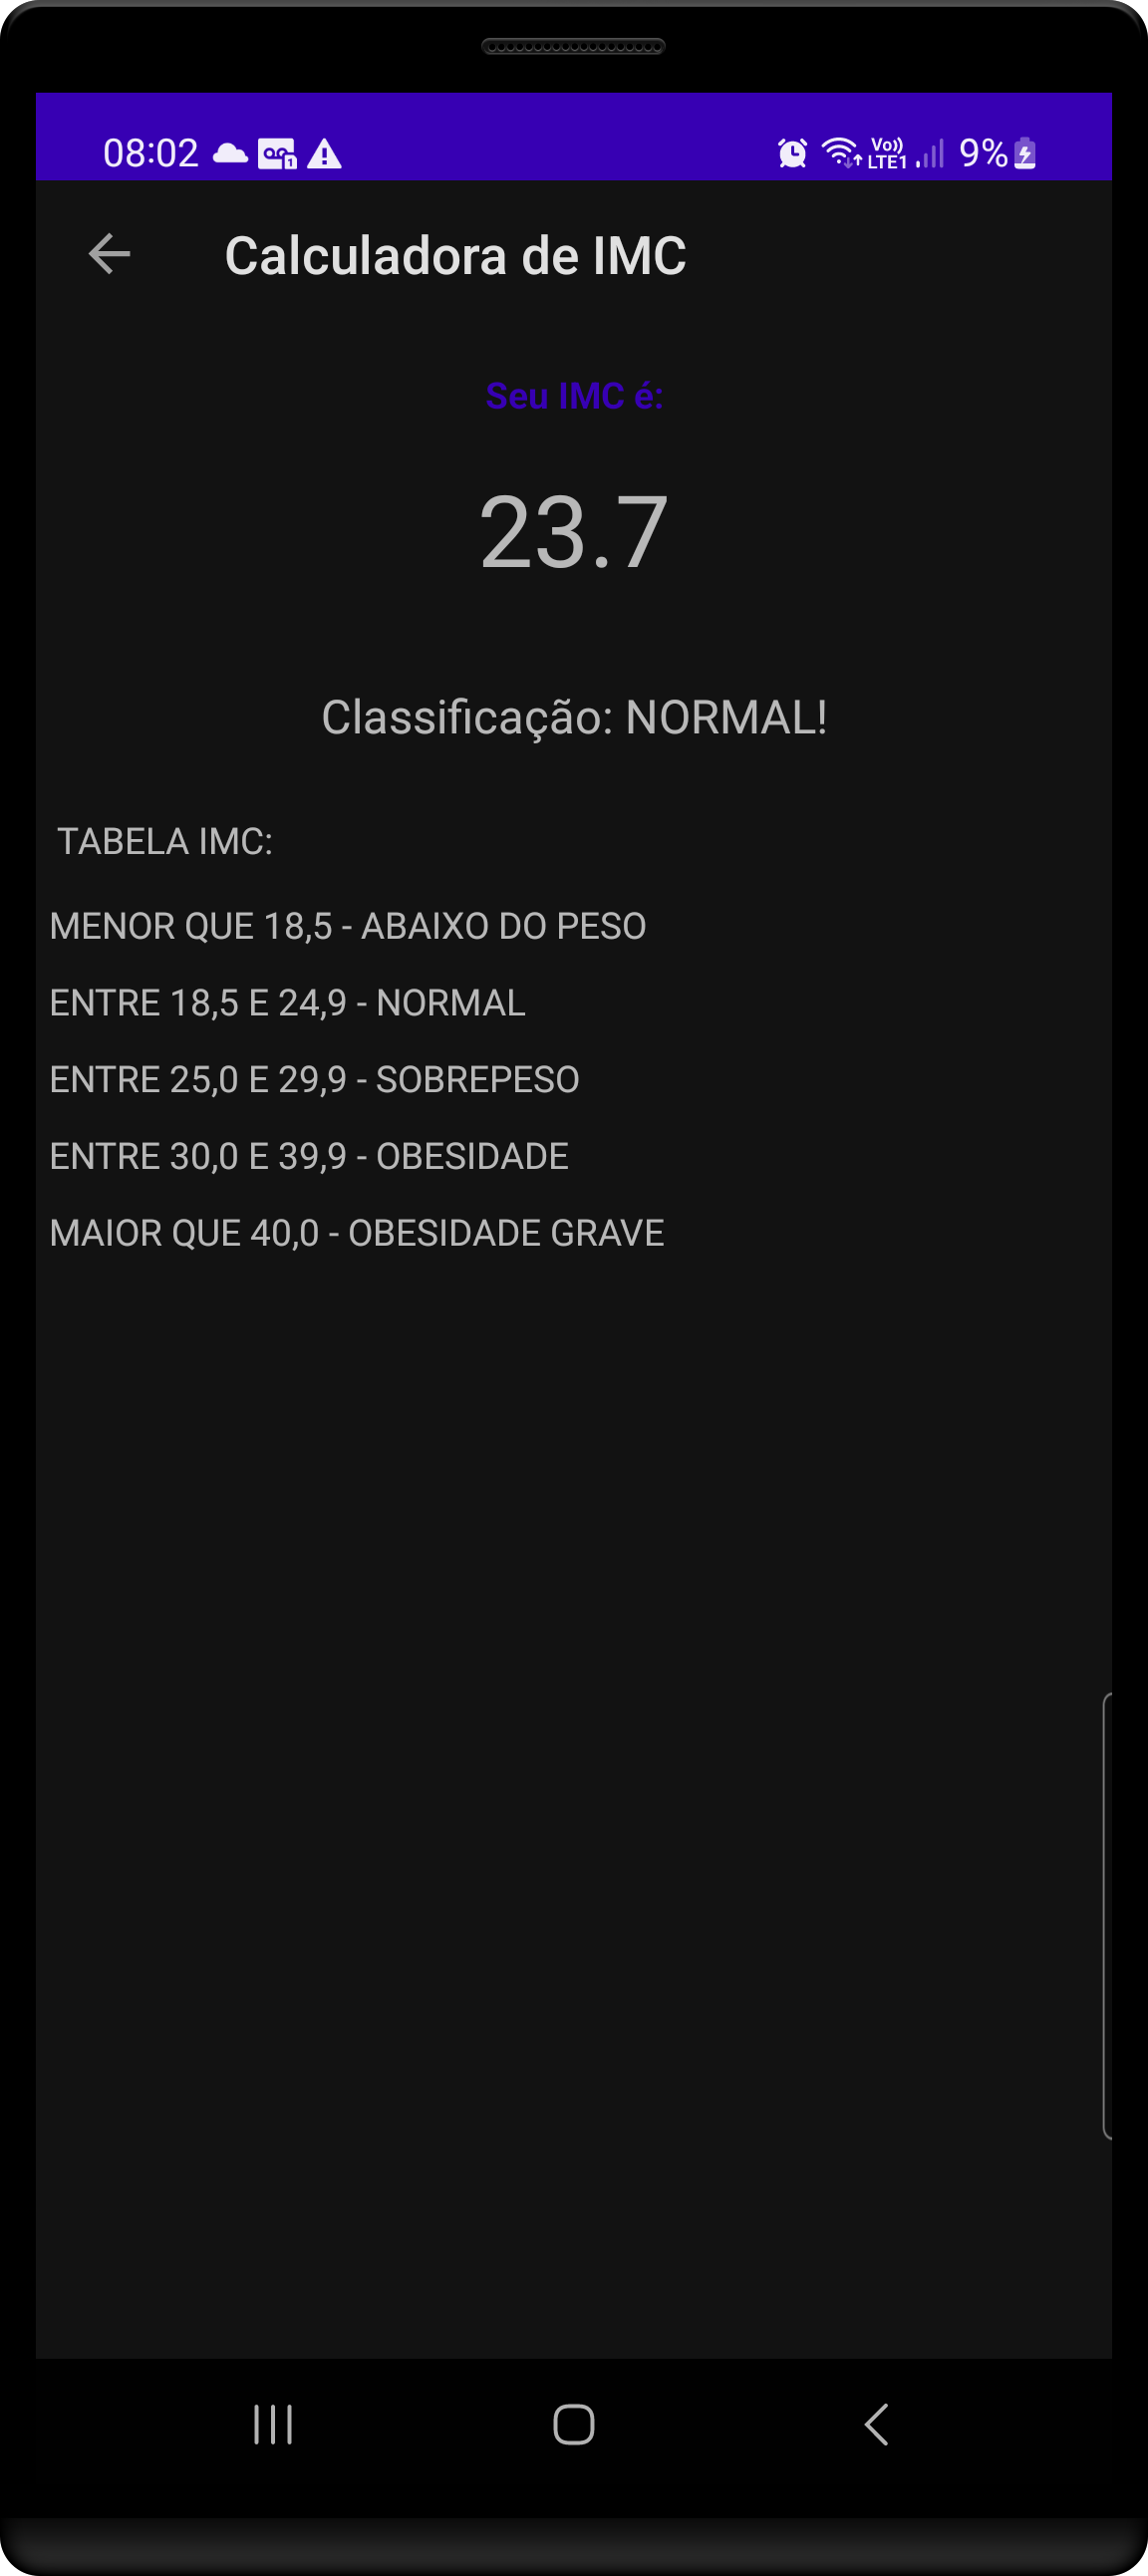 08:02 Vo)) LTE1 9%
Calculadora de IMC
Seu IMC é:
23.7
Classificação: NORMAL!
TABELA IMC:
MENOR QUE 18,5 - ABAIXO DO PESO
ENTRE 18,5 E 24,9 - NORMAL
ENTRE 25,0 E 29,9 - SOBREPESO
ENTRE 30,0 E 39,9 - OBESIDADE
MAIOR QUE 40,0 - OBESIDADE GRAVE